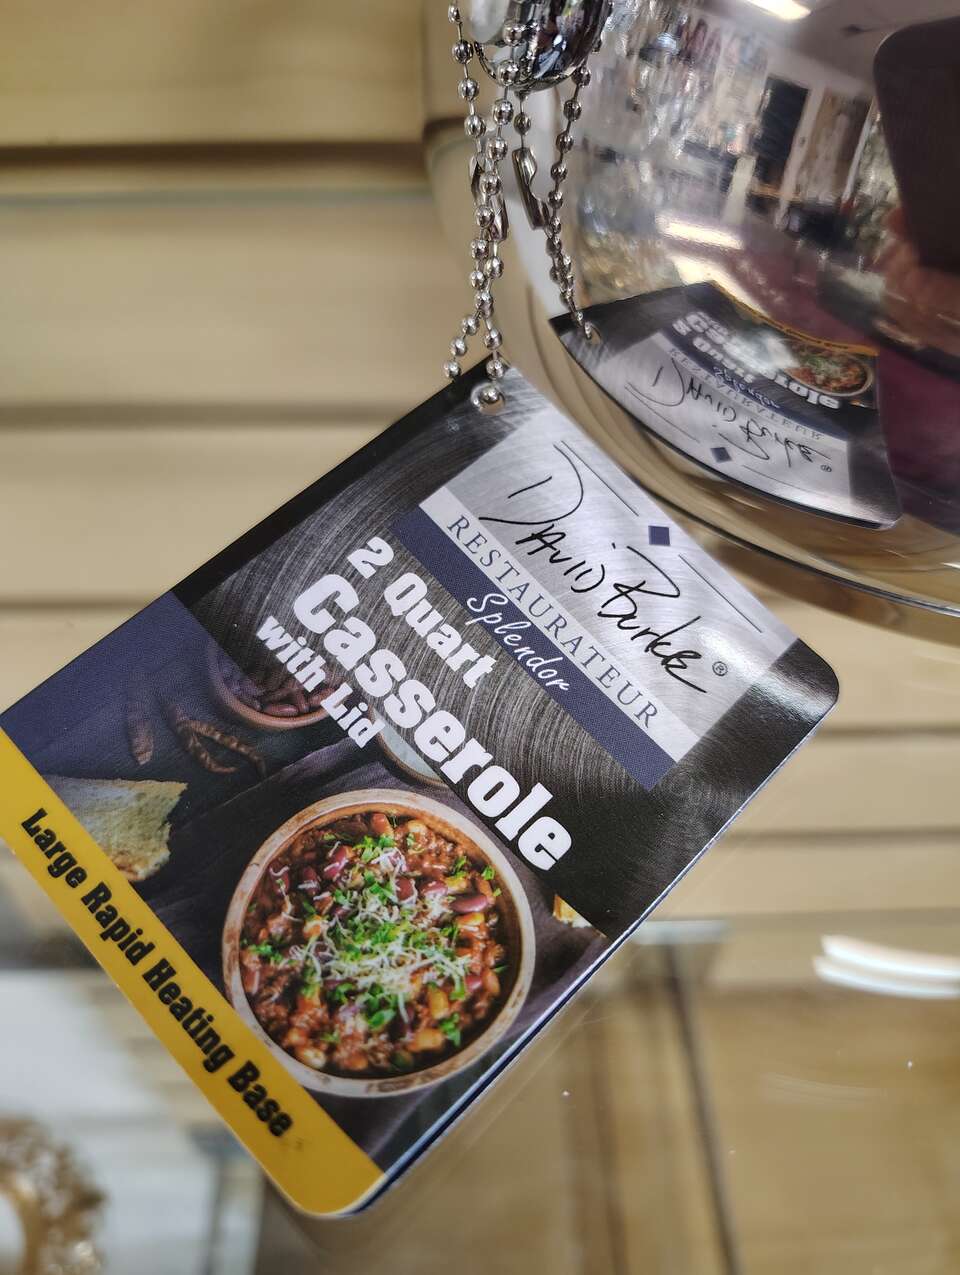 David Burke®
RESTAURATEUR
Splendor
2 Quart
Casserole
with Lid
Large Rapid Heating Base